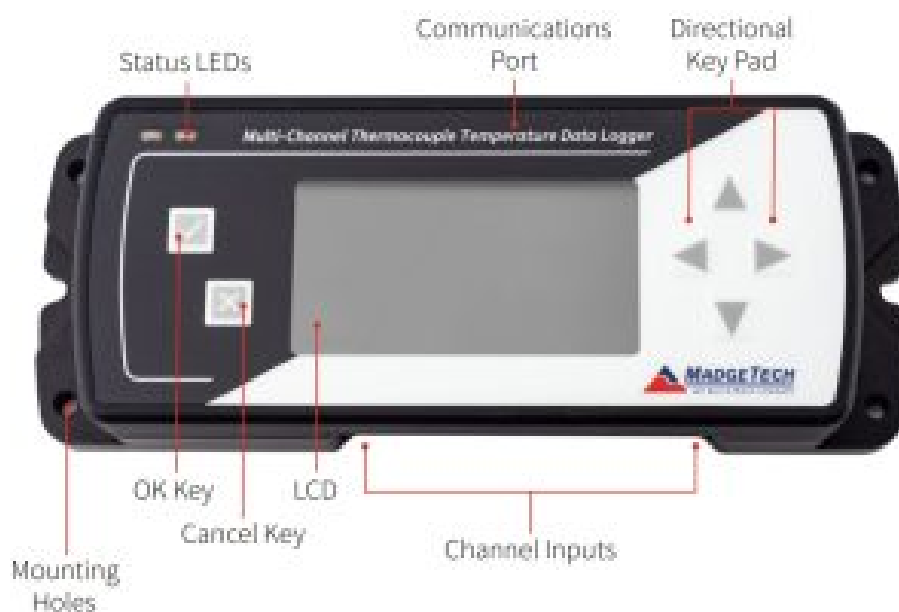 Communications
Port
Directional
Key Pad
Status LEDs
Multi-Channel Thermocouple Temperature Data Logger
MADGETECH
OK Key
LCD
Cancel Key
Channel Inputs
Mounting
Holes